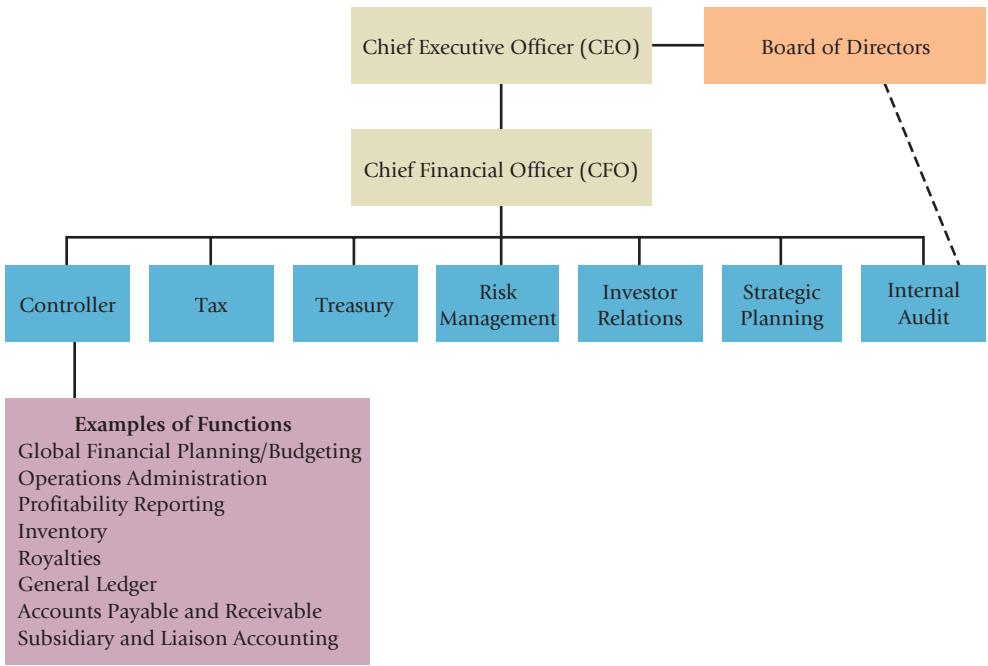 Chief Executive Officer (CEO)
Board of Directors
Chief Financial Officer (CFO)
Controller
Tax
Treasury
Risk
Management
Investor
Relations
Strategic
Planning
Internal
Audit
Examples of Functions
Global Financial Planning/Budgeting
Operations Administration
Profitability Reporting
Inventory
Royalties
General Ledger
Accounts Payable and Receivable
Subsidiary and Liaison Accounting